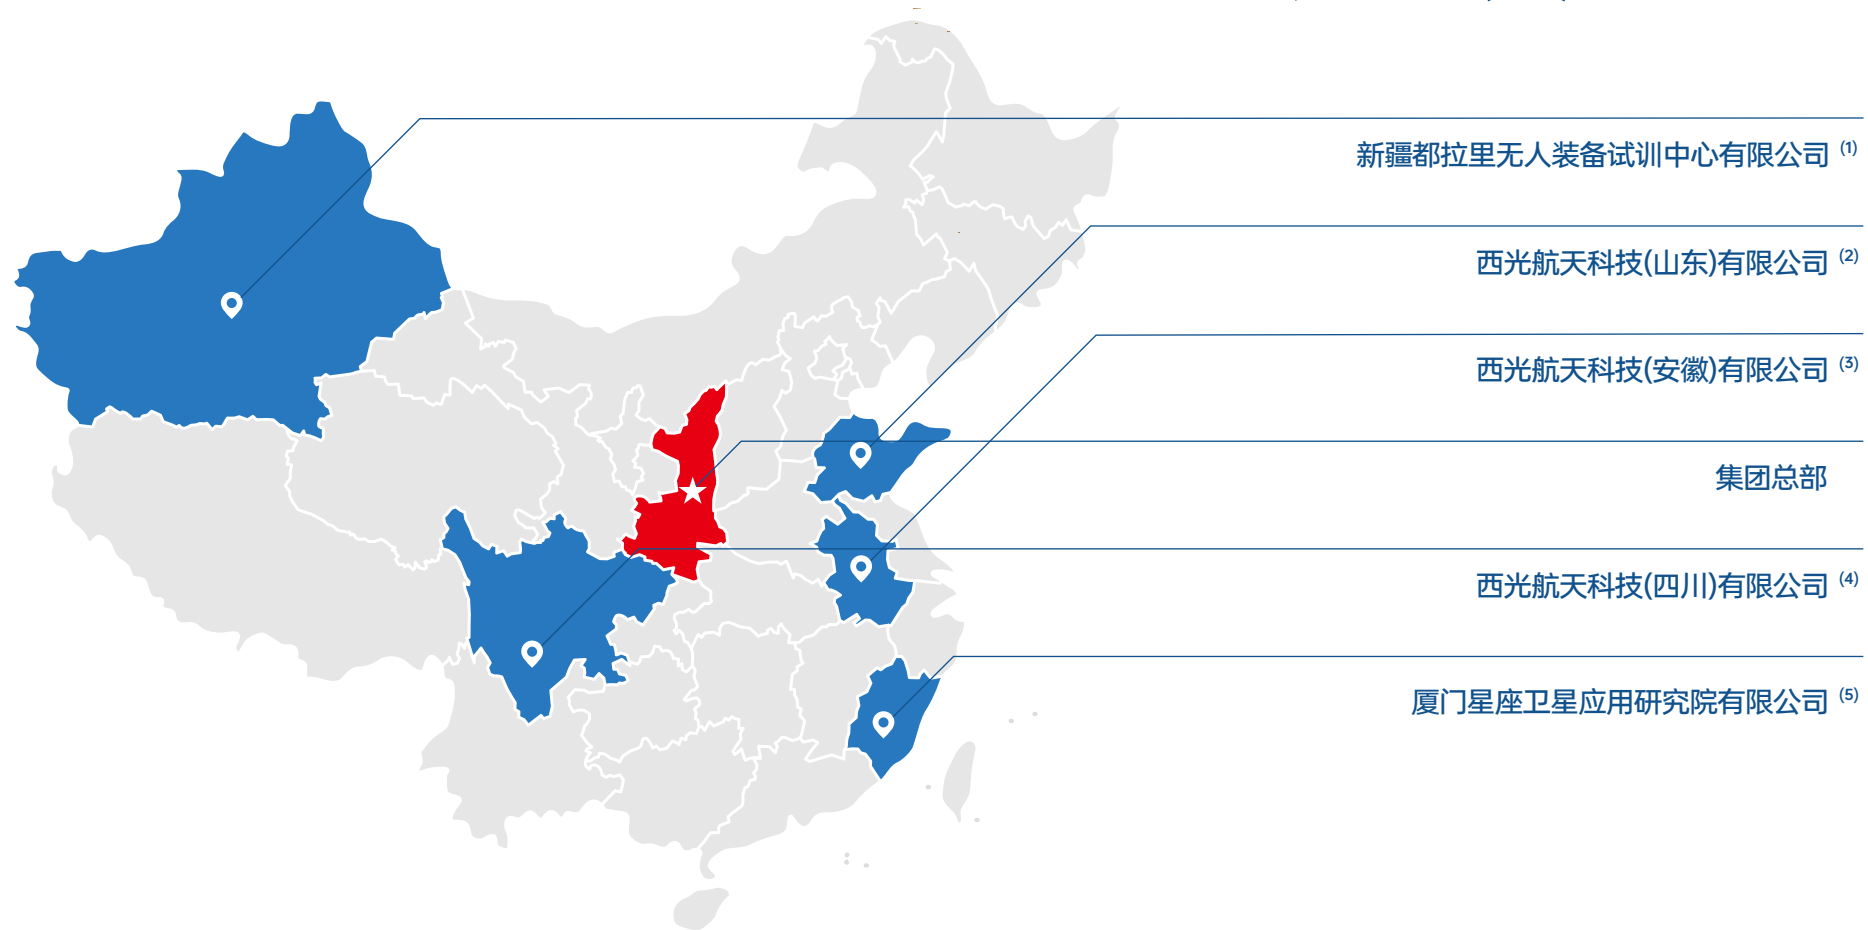 新疆都拉里无人装备试训中心有限公司 (1)
西光航天科技(山东)有限公司 (2)
西光航天科技(安徽)有限公司 (3)
集团总部
西光航天科技(四川)有限公司 (4)
厦门星座卫星应用研究院有限公司 (5)